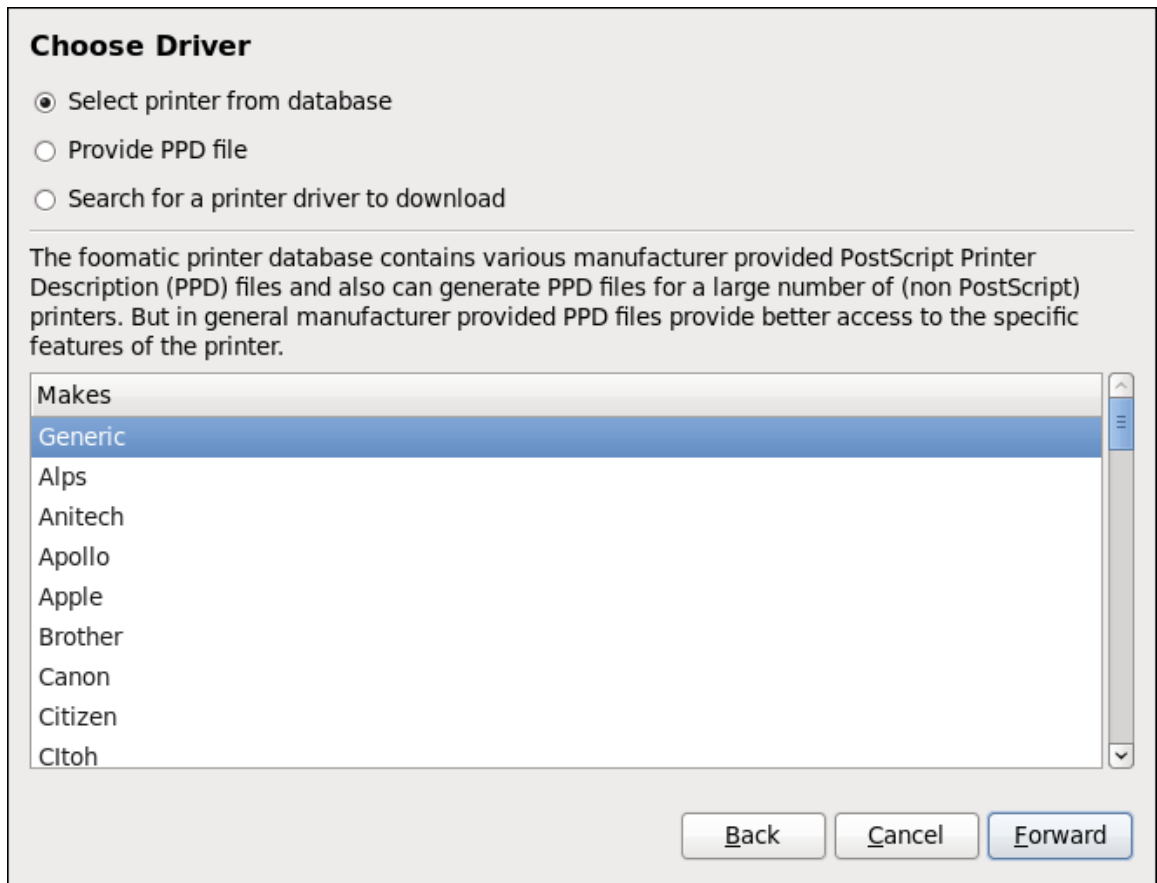 Choose Driver
Select printer from database
Provide PPD file
Search for a printer driver to download
The foomatic printer database contains various manufacturer provided PostScript Printer
Description (PPD) files and also can generate PPD files for a large number of (non PostScript)
printers. But in general manufacturer provided PPD files provide better access to the specific
features of the printer.
Makes
Generic
Alps
Anitech
Apollo
Apple
Brother
Canon
Citizen
CItoh
Back Cancel Forward